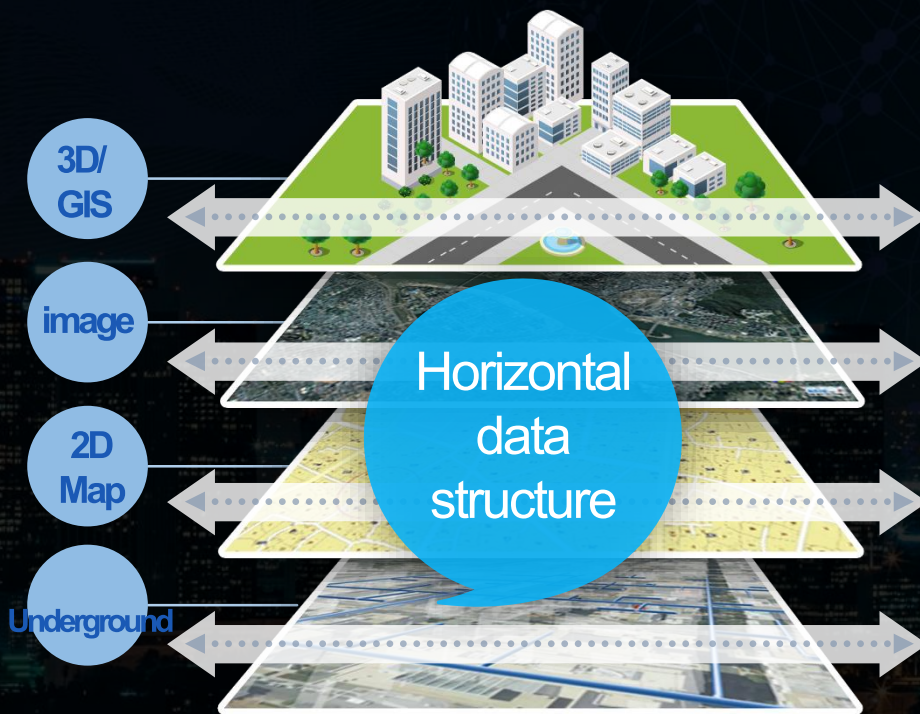 3D/
GIS
image
2D
Map
Underground
Horizontal
data
structure